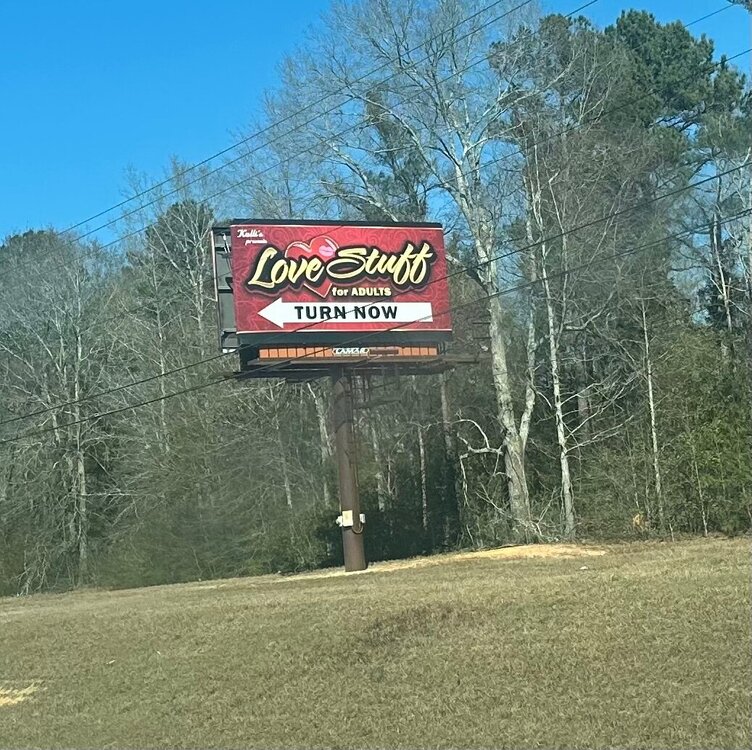 Kelli's
presents
Love Stuff
for ADULTS
TURN NOW
LAMAR